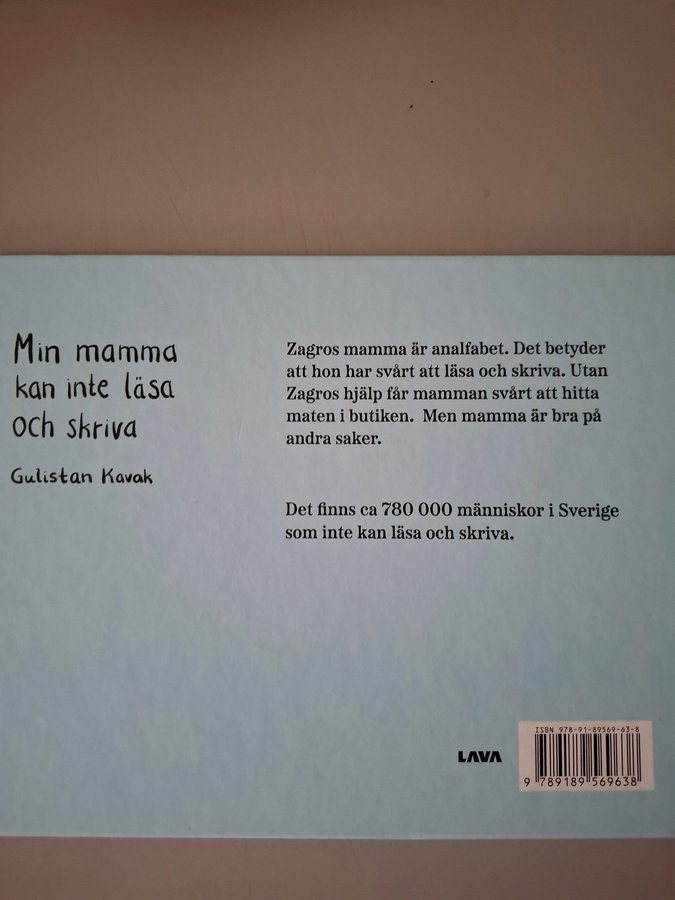 Min mamma
kan inte läsa
och skriva
Gulistan Kavak
Zagros mamma är analfabet. Det betyder
att hon har svårt att läsa och skriva. Utan
Zagros hjälp får mamman svårt att hitta
maten i butiken. Men mamma är bra på
andra saker.
Det finns ca 780 000 människor i Sverige
som inte kan läsa och skriva.
LAVA
ISBN 978-91-89569-63-8
9 789189 569638